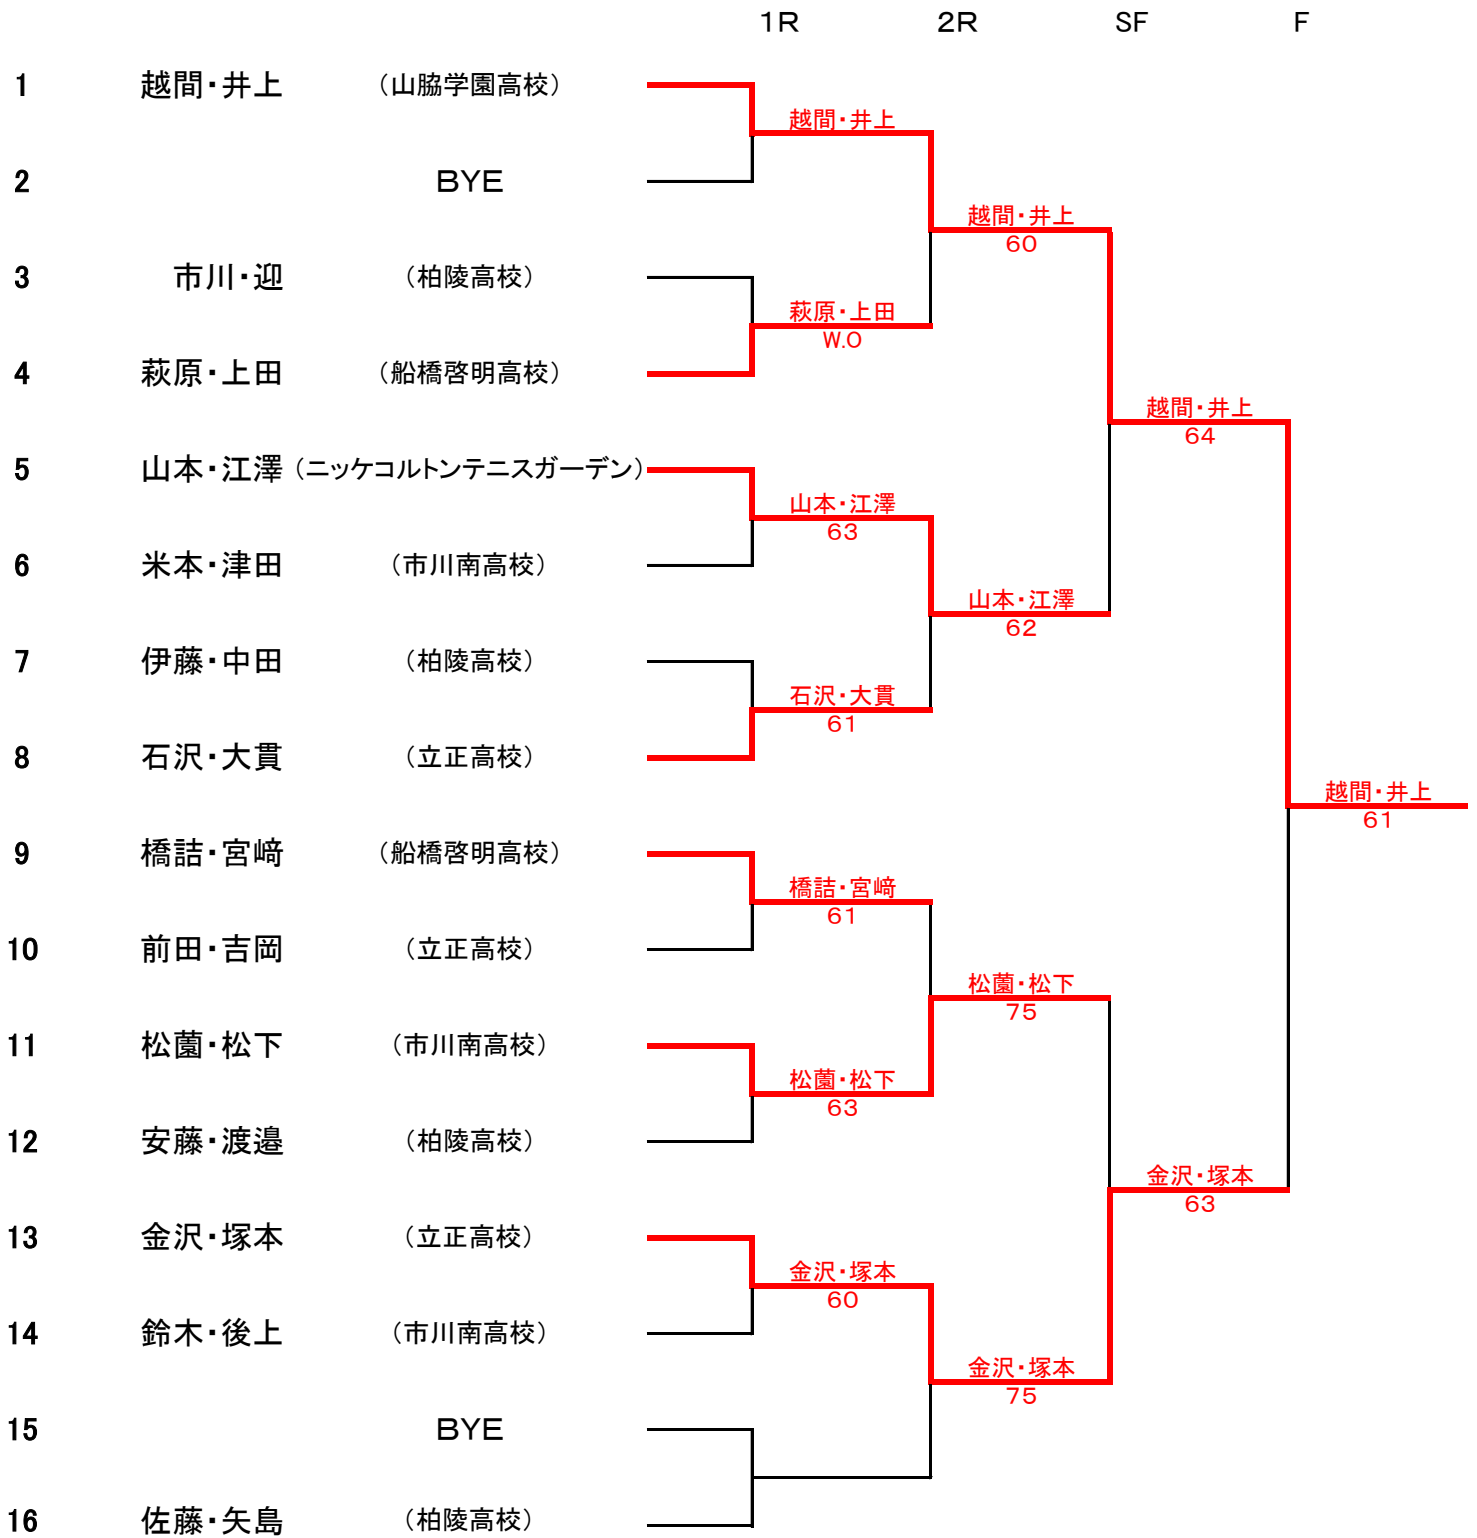 1R 2R SF F
1 越間・井上 （山脇学園高校）
越間・井上
2 BYE
越間・井上
60
3 市川・迎 （柏陵高校）
萩原・上田
W.O
4 萩原・上田 （船橋啓明高校）
越間・井上
64
5 山本・江澤 （ニッケコルトンテニスガーデン）
山本・江澤
63
6 米本・津田 （市川南高校）
山本・江澤
62
7 伊藤・中田 （柏陵高校）
石沢・大貫
61
8 石沢・大貫 （立正高校）
越間・井上
61
9 橋詰・宮﨑 （船橋啓明高校）
橋詰・宮﨑
61
10 前田・吉岡 （立正高校）
松薗・松下
75
11 松薗・松下 （市川南高校）
松薗・松下
63
12 安藤・渡邉 （柏陵高校）
金沢・塚本
63
13 金沢・塚本 （立正高校）
金沢・塚本
60
14 鈴木・後上 （市川南高校）
金沢・塚本
75
15 BYE
16 佐藤・矢島 （柏陵高校）